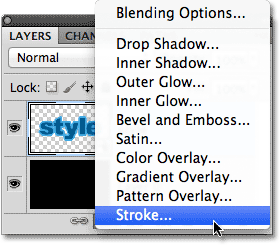 Blending Options...
LAYERS
CHAN
Drop Shadow...
Normal
Inner Shadow...
Outer Glow...
Lock:
Inner Glow...
Bevel and Emboss...
style
Satin...
Color Overlay...
Gradient Overlay...
Pattern Overlay...
Stroke...